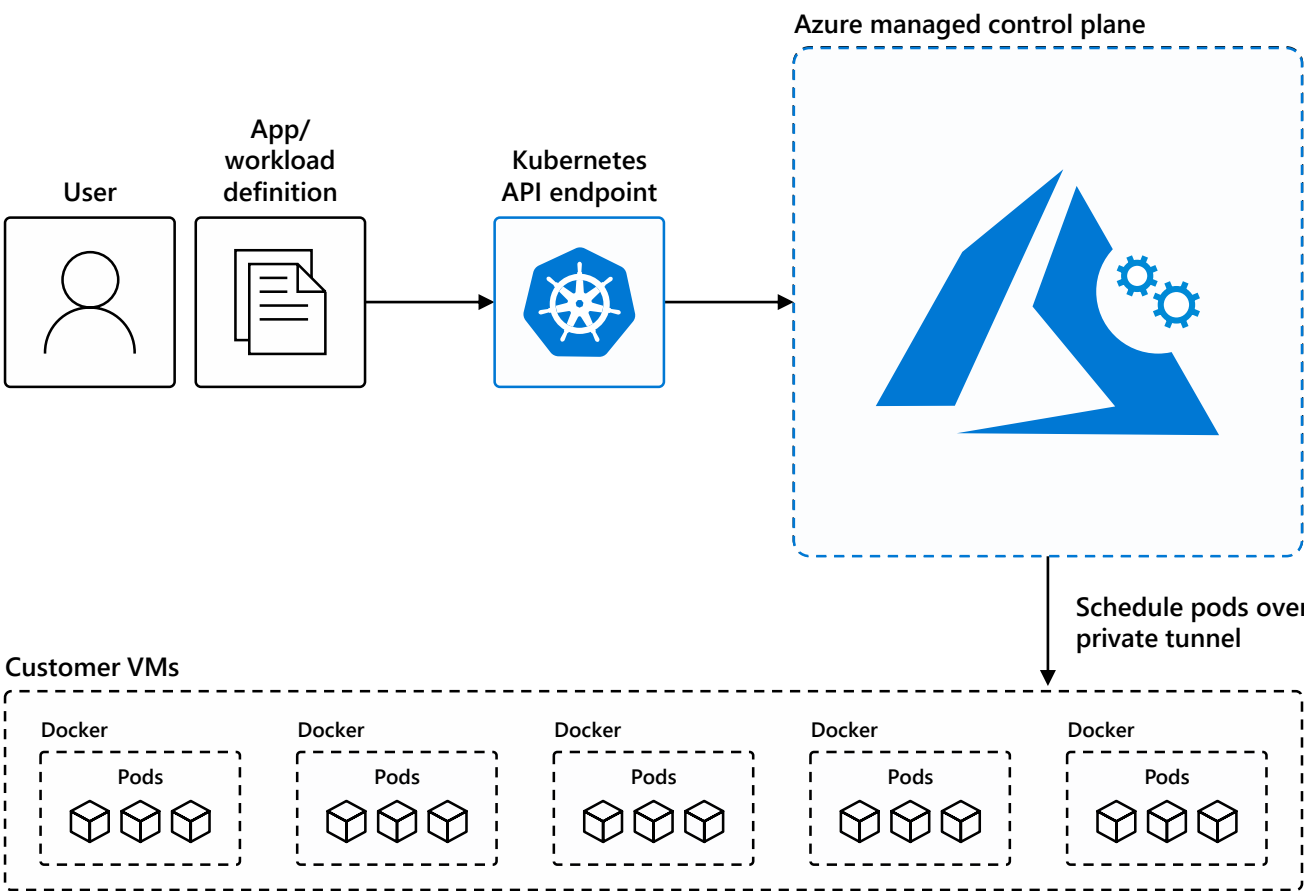 Azure managed control plane
App/
workload
definition
Kubernetes
API endpoint
User
Schedule pods over
private tunnel
Customer VMs
Docker
Docker
Docker
Docker
Docker
Pods
Pods
Pods
Pods
Pods